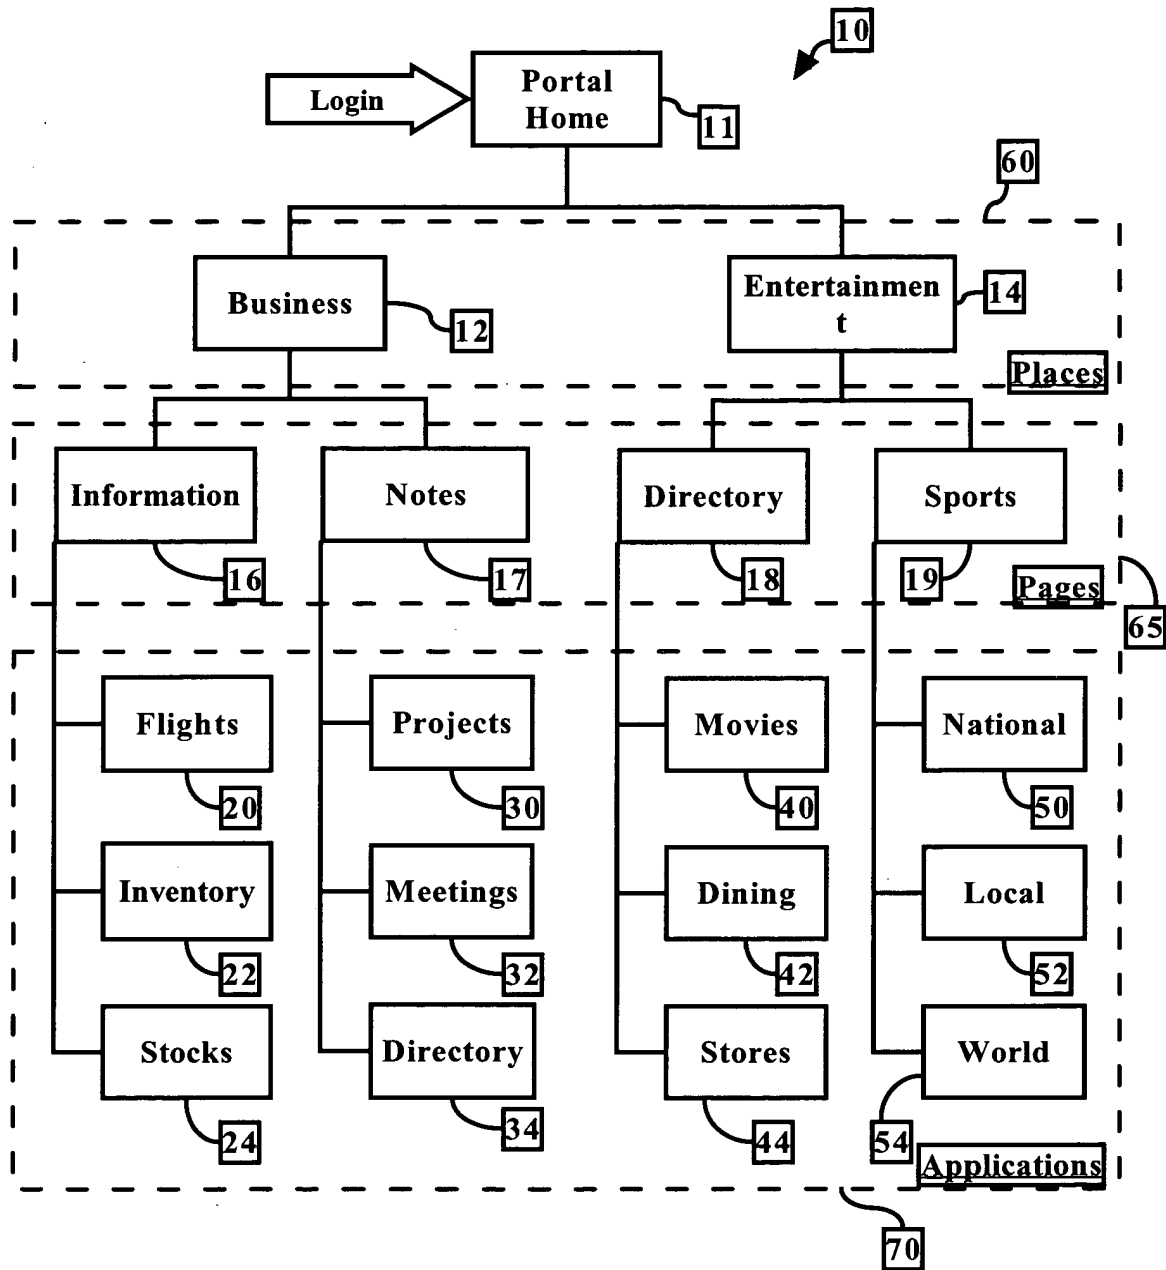 10
Portal
Home
Login
11
60
Business
12
Entertainmen
t
14
Places
Information
Notes
Directory
Sports
16
17
18
19
Pages
65
Flights
Projects
Movies
National
20
30
40
50
Inventory
Meetings
Dining
Local
22
32
42
52
Stocks
Directory
Stores
World
24
34
44
54
Applications
70